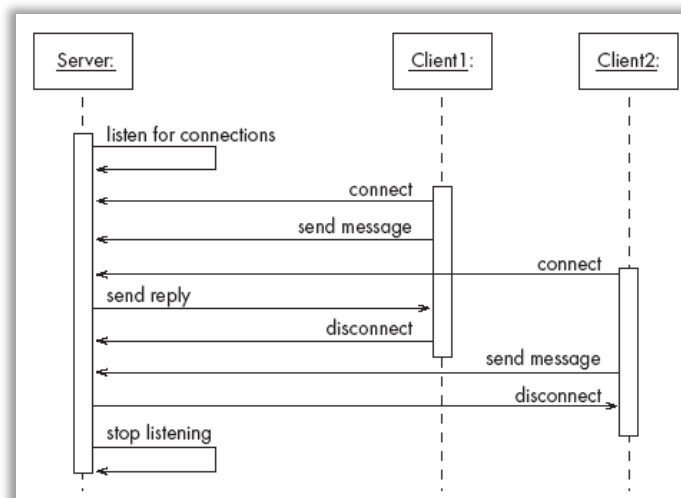 Server:
Client1:
Client2:
listen for connections
connect
send message
connect
send reply
disconnect
send message
disconnect
stop listening